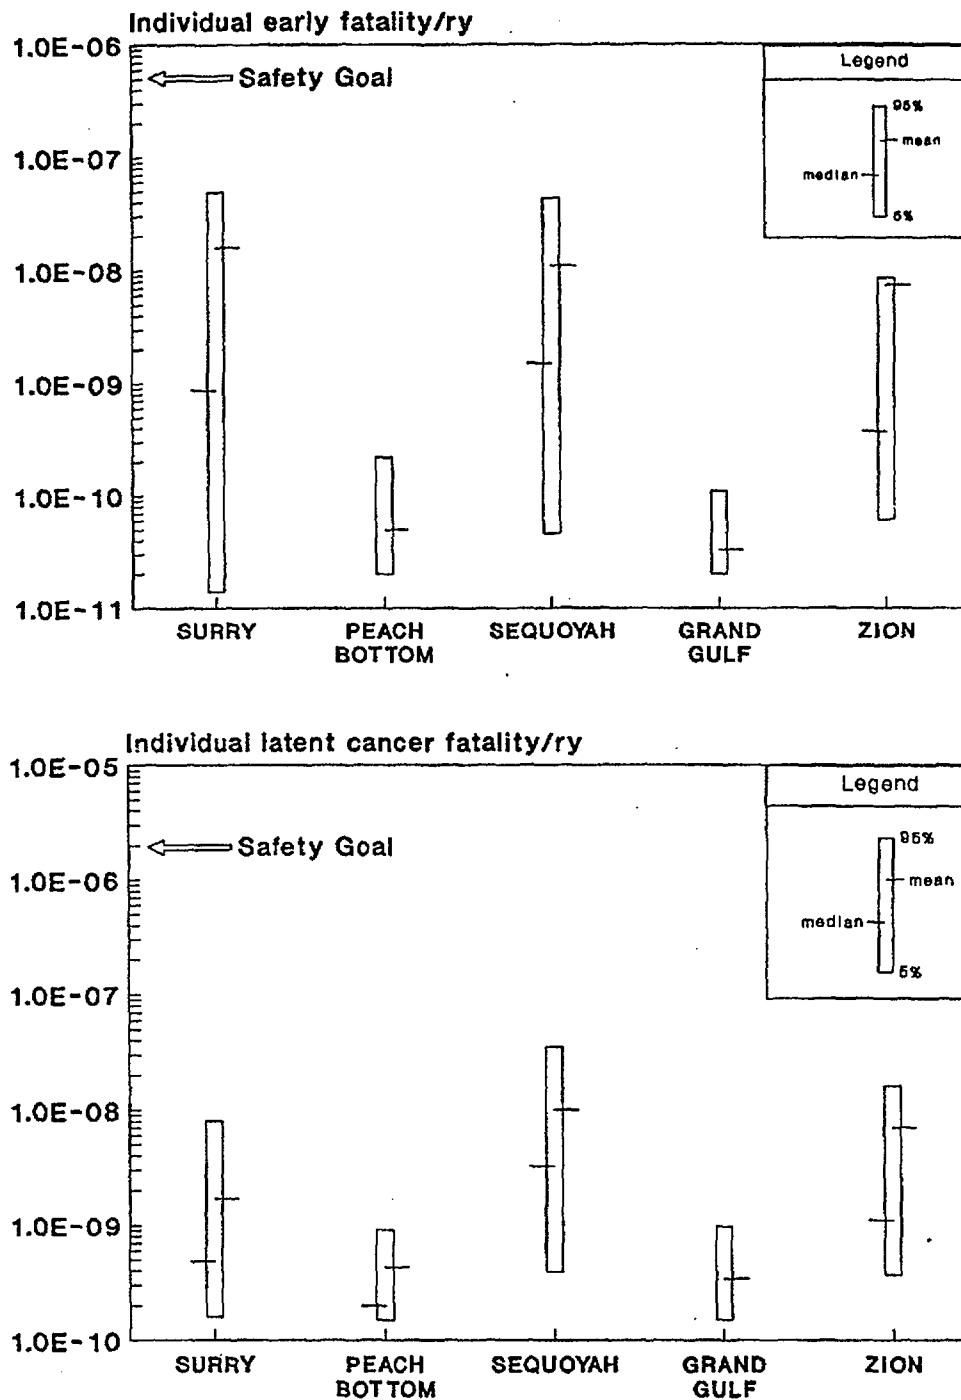 Individual early fatality/ry
1.0E-06
Safety Goal
Legend
95%
mean
median
5%
1.0E-07
1.0E-08
1.0E-09
1.0E-10
1.0E-11
SURRY
PEACH
BOTTOM
SEQUOYAH
GRAND
GULF
ZION
Individual latent cancer fatality/ry
1.0E-05
Safety Goal
Legend
95%
mean
median
5%
1.0E-06
1.0E-07
1.0E-08
1.0E-09
1.0E-10
SURRY
PEACH
BOTTOM
SEQUOYAH
GRAND
GULF
ZION